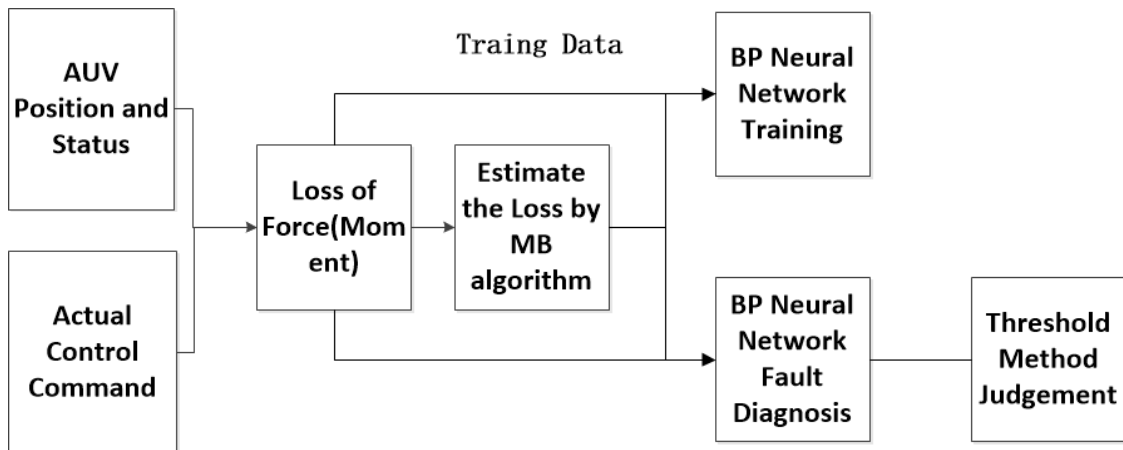 AUV
Position and
Status
Actual
Control
Command
Loss of
Force(Mom
ent)
Estimate
the Loss by
MB
algorithm
Traing Data
BP Neural
Network
Training
BP Neural
Network
Fault
Diagnosis
Threshold
Method
Judgement